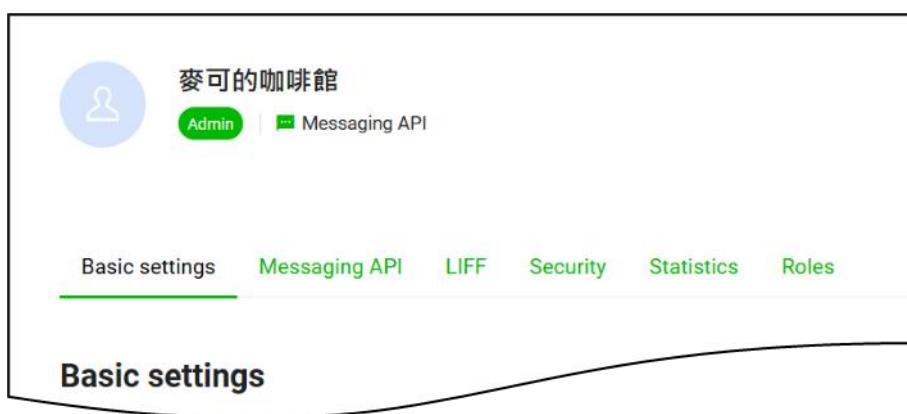 麥可的咖啡館
Admin Messaging API
Basic settings Messaging API LIFF Security Statistics Roles
Basic settings